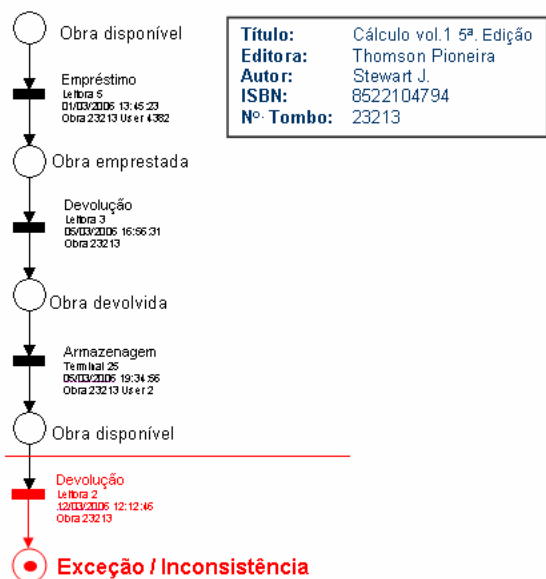 Obra disponível
Título: Cálculo vol.1 5ª. Edição
Editora: Thomson Pioneira
Autor: Stewart J.
ISBN: 8522104794
Nº. Tombo: 23213
Empréstimo
Leitora 5
01/03/2006 13:45:23
Obra 23213 User 4382
Obra emprestada
Devolução
Leitora 3
05/03/2006 16:56:31
Obra 23213
Obra devolvida
Armazenagem
Terminal 25
05/03/2006 19:34:56
Obra 23213 User 2
Obra disponível
Devolução
Leitora 2
12/03/2006 12:12:46
Obra 23213
Exceção / Inconsistência